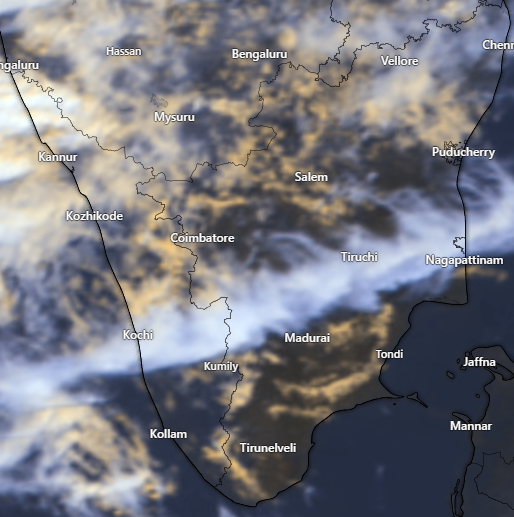 Hassan
Bengaluru
Chenn
ngaluru
Vellore
Mysuru
Kannur
Puducherry
Salem
Kozhikode
Coimbatore
Tiruchi
Nagapattinam
Kochi
Madurai
Tondi
Kumily
Jaffna
Mannar
Kollam
Tirunelveli